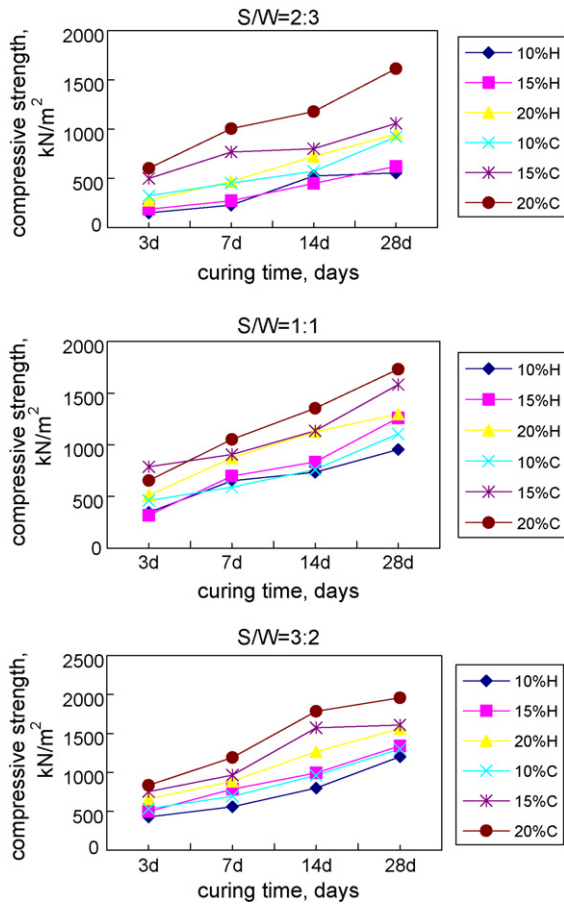 S/W=2:3
compressive strength,
kN/m²
2000
1500
1000
500
0
3d 7d 14d 28d
curing time, days
10%H
15%H
20%H
10%C
15%C
20%C
S/W=1:1
compressive strength,
kN/m²
2000
1500
1000
500
0
3d 7d 14d 28d
curing time, days
10%H
15%H
20%H
10%C
15%C
20%C
S/W=3:2
compressive strength,
kN/m²
2500
2000
1500
1000
500
0
3d 7d 14d 28d
curing time, days
10%H
15%H
20%H
10%C
15%C
20%C